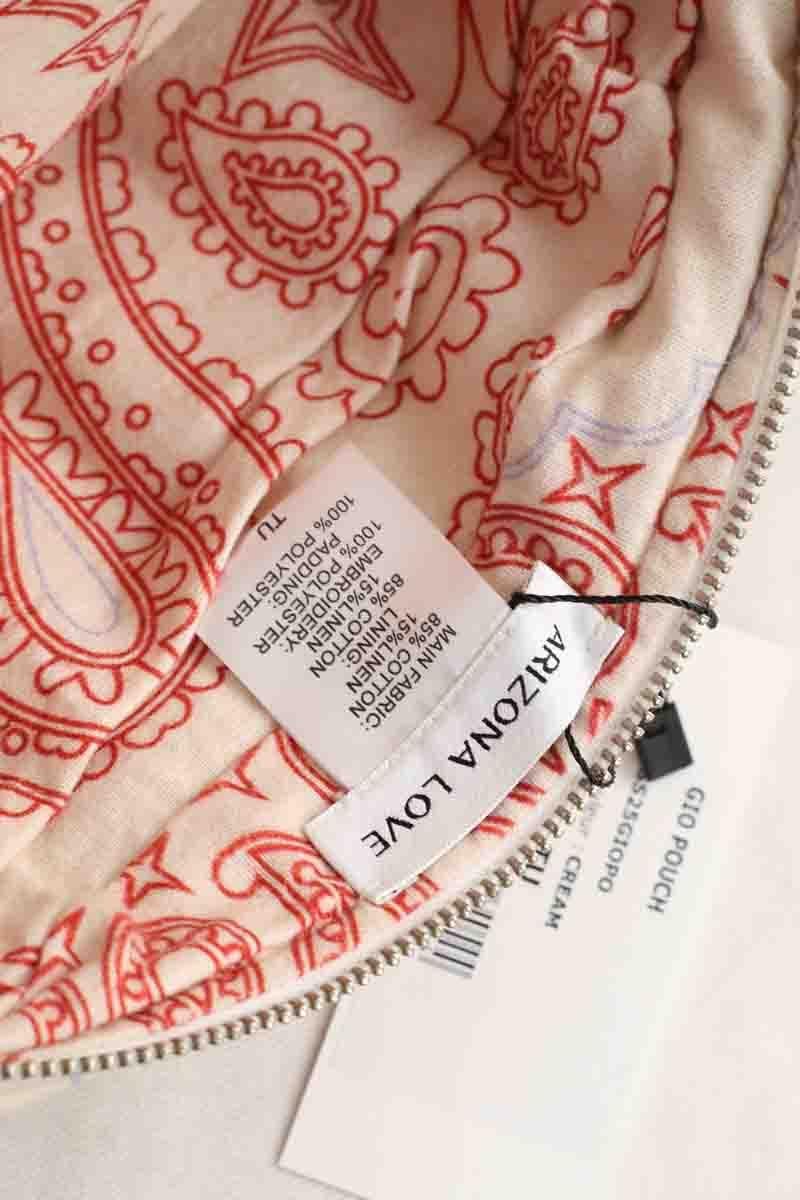 ARIZONA LOVE
MAIN FABRIC:
85% COTTON
15%LINEN
LINING:
85% COTTON
15%LINEN
EMBROIDERY:
100% POLYESTER
PADDING:
100% POLYESTER
TU
GIO POUCH
S25GIOPO
: CREAM
TU